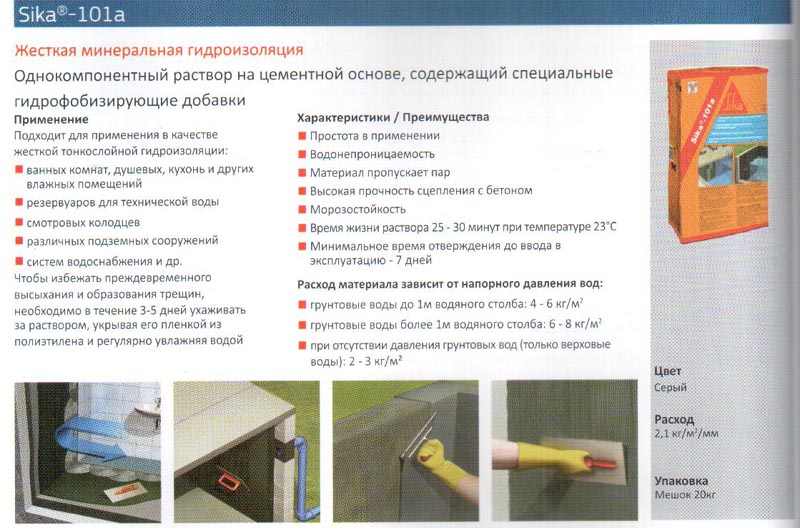 Sika®-101a
Жесткая минеральная гидроизоляция
Однокомпонентный раствор на цементной основе, содержащий специальные
гидрофобизирующие добавки
Применение
Подходит для применения в качестве
жесткой тонкослойной гидроизоляции:
ванных комнат, душевых, кухонь и других
влажных помещений
резервуаров для технической воды
смотровых колодцев
различных подземных сооружений
систем водоснабжения и др.
Чтобы избежать преждевременного
высыхания и образования трещин,
необходимо в течение 3-5 дней ухаживать
за раствором, укрывая его пленкой из
полиэтилена и регулярно увлажняя водой
Характеристики / Преимущества
Простота в применении
Водонепроницаемость
Материал пропускает пар
Высокая прочность сцепления с бетоном
Морозостойкость
Время жизни раствора 25 - 30 минут при температуре 23°С
Минимальное время отверждения до ввода в
эксплуатацию - 7 дней
Расход материала зависит от напорного давления вод:
грунтовые воды до 1м водяного столба: 4 - 6 кг/м²
грунтовые воды более 1м водяного столба: 6 - 8 кг/м²
при отсутствии давления грунтовых вод (только верховые
воды): 2 - 3 кг/м²
Sika
Sika®-101a
Цвет
Серый
Расход
2,1 кг/м²/мм
Упаковка
Мешок 20кг